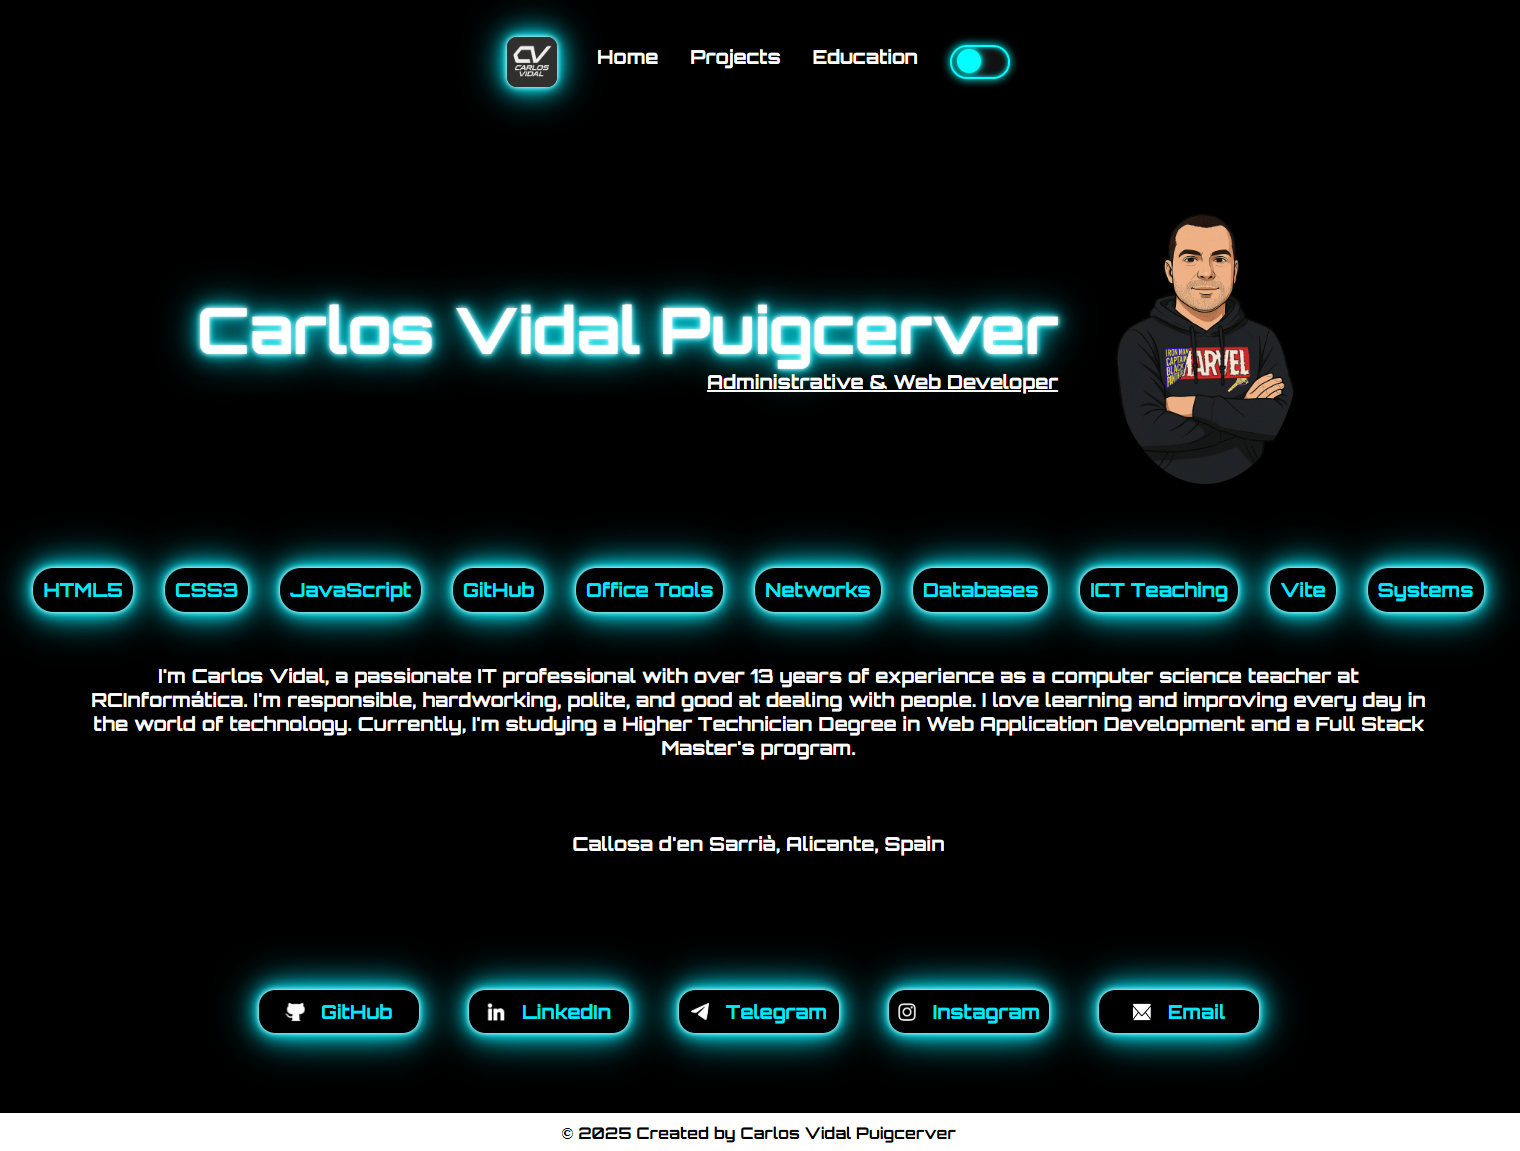 CV
CARLOS
VIDAL
Home Projects Education
Carlos Vidal Puigcerver
Administrative & Web Developer
IRON MAN
CAPTAIN
BLACK
MARVEL
HTML5 CSS3 JavaScript GitHub Office Tools Networks Databases ICT Teaching Vite Systems
I'm Carlos Vidal, a passionate IT professional with over 13 years of experience as a computer science teacher at
RCInformática. I'm responsible, hardworking, polite, and good at dealing with people. I love learning and improving every day in
the world of technology. Currently, I'm studying a Higher Technician Degree in Web Application Development and a Full Stack
Master's program.
Callosa d'en Sarrià, Alicante, Spain
GitHub LinkedIn Telegram Instagram Email
© 2025 Created by Carlos Vidal Puigcerver